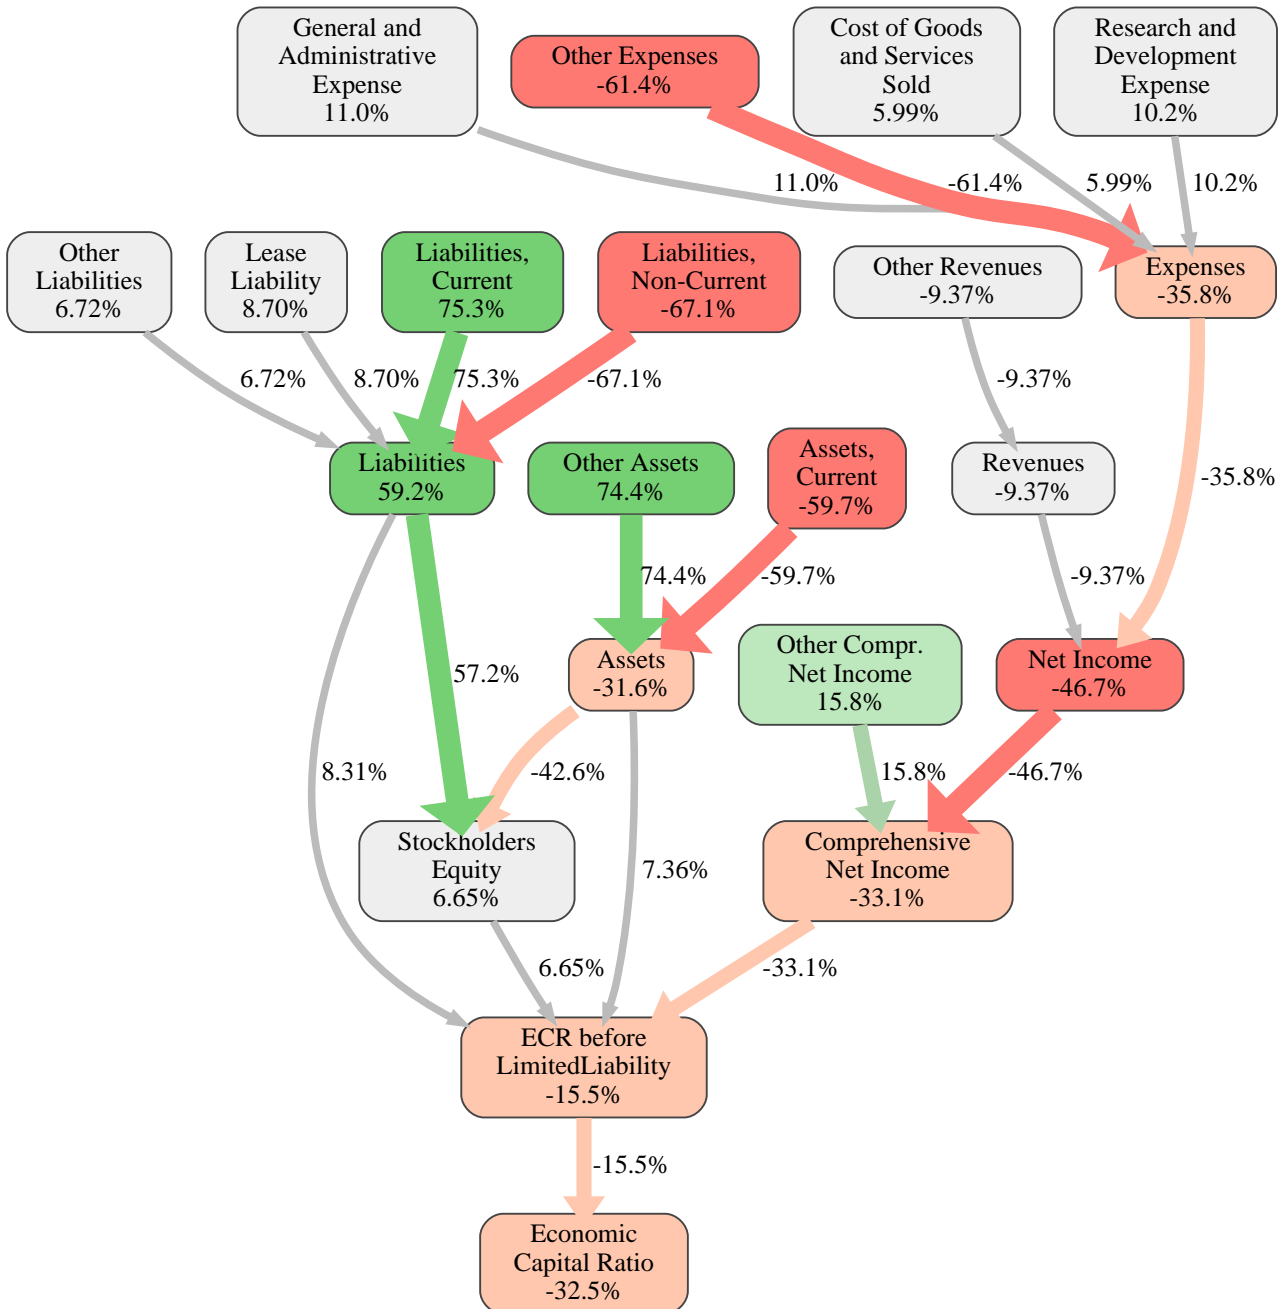 General and
Administrative
Expense
11.0%
Other Expenses
-61.4%
Cost of Goods
and Services
Sold
5.99%
Research and
Development
Expense
10.2%
11.0%
-61.4%
5.99%
10.2%
Other
Liabilities
6.72%
Lease
Liability
8.70%
Liabilities,
Current
75.3%
Liabilities,
Non-Current
-67.1%
Other Revenues
-9.37%
Expenses
-35.8%
6.72%
8.70%
75.3%
-67.1%
-9.37%
-35.8%
Liabilities
59.2%
Other Assets
74.4%
Assets,
Current
-59.7%
Revenues
-9.37%
74.4%
-59.7%
-9.37%
57.2%
Assets
-31.6%
Other Compr.
Net Income
15.8%
Net Income
-46.7%
8.31%
-42.6%
15.8%
-46.7%
Stockholders
Equity
6.65%
7.36%
Comprehensive
Net Income
-33.1%
6.65%
-33.1%
ECR before
LimitedLiability
-15.5%
-15.5%
Economic
Capital Ratio
-32.5%